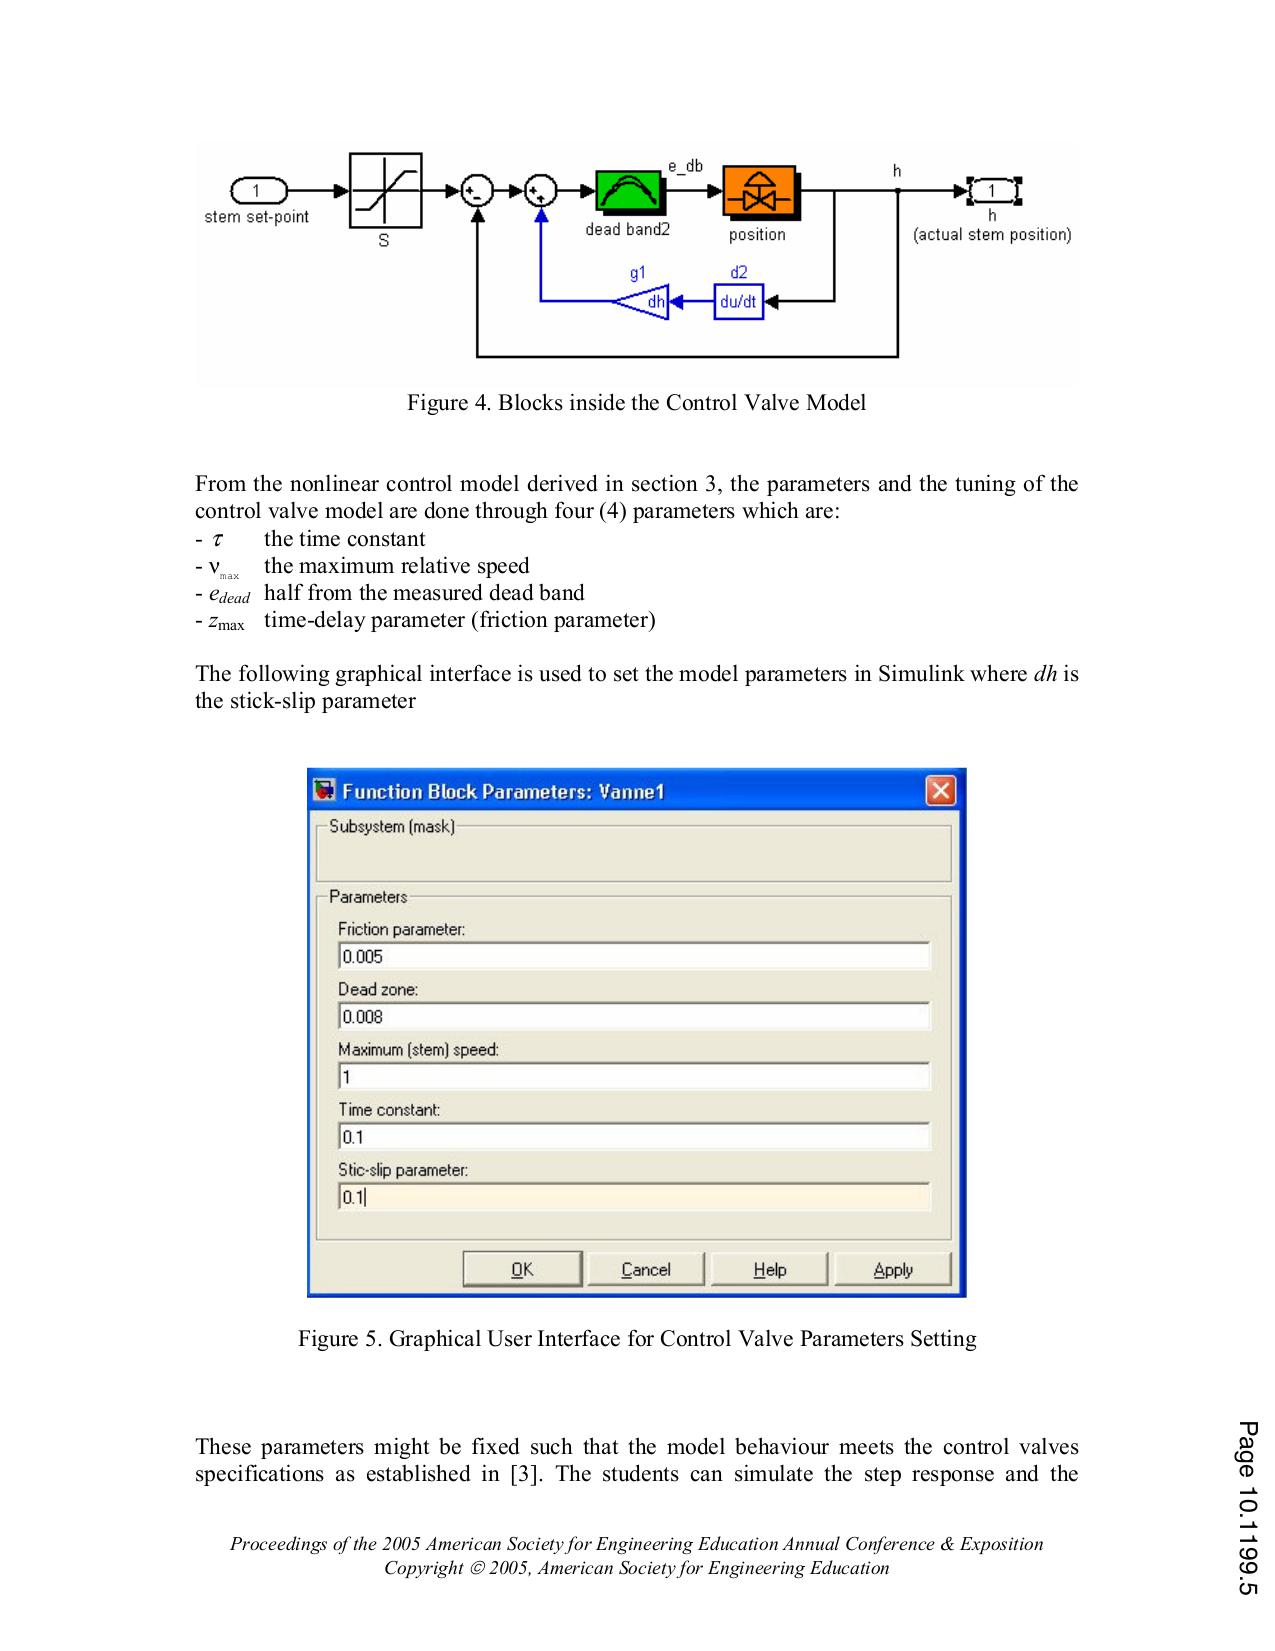 1
stem set-point
S
e_db
h
1
h
dead band2
position
(actual stem position)
g1
d2
dh
du/dt
Figure 4. Blocks inside the Control Valve Model
From the nonlinear control model derived in section 3, the parameters and the tuning of the
control valve model are done through four (4) parameters which are:
- τ the time constant
- νmax the maximum relative speed
- edead half from the measured dead band
- zmax time-delay parameter (friction parameter)
The following graphical interface is used to set the model parameters in Simulink where dh is
the stick-slip parameter
Function Block Parameters: Vanne1
Subsystem (mask)
Parameters
Friction parameter:
0.005
Dead zone:
0.008
Maximum (stem) speed:
1
Time constant:
0.1
Stic-slip parameter:
0.1
OK Cancel Help Apply
Figure 5. Graphical User Interface for Control Valve Parameters Setting
These parameters might be fixed such that the model behaviour meets the control valves
specifications as established in [3]. The students can simulate the step response and the
Proceedings of the 2005 American Society for Engineering Education Annual Conference & Exposition
Copyright © 2005, American Society for Engineering Education
Page 10.1199.5